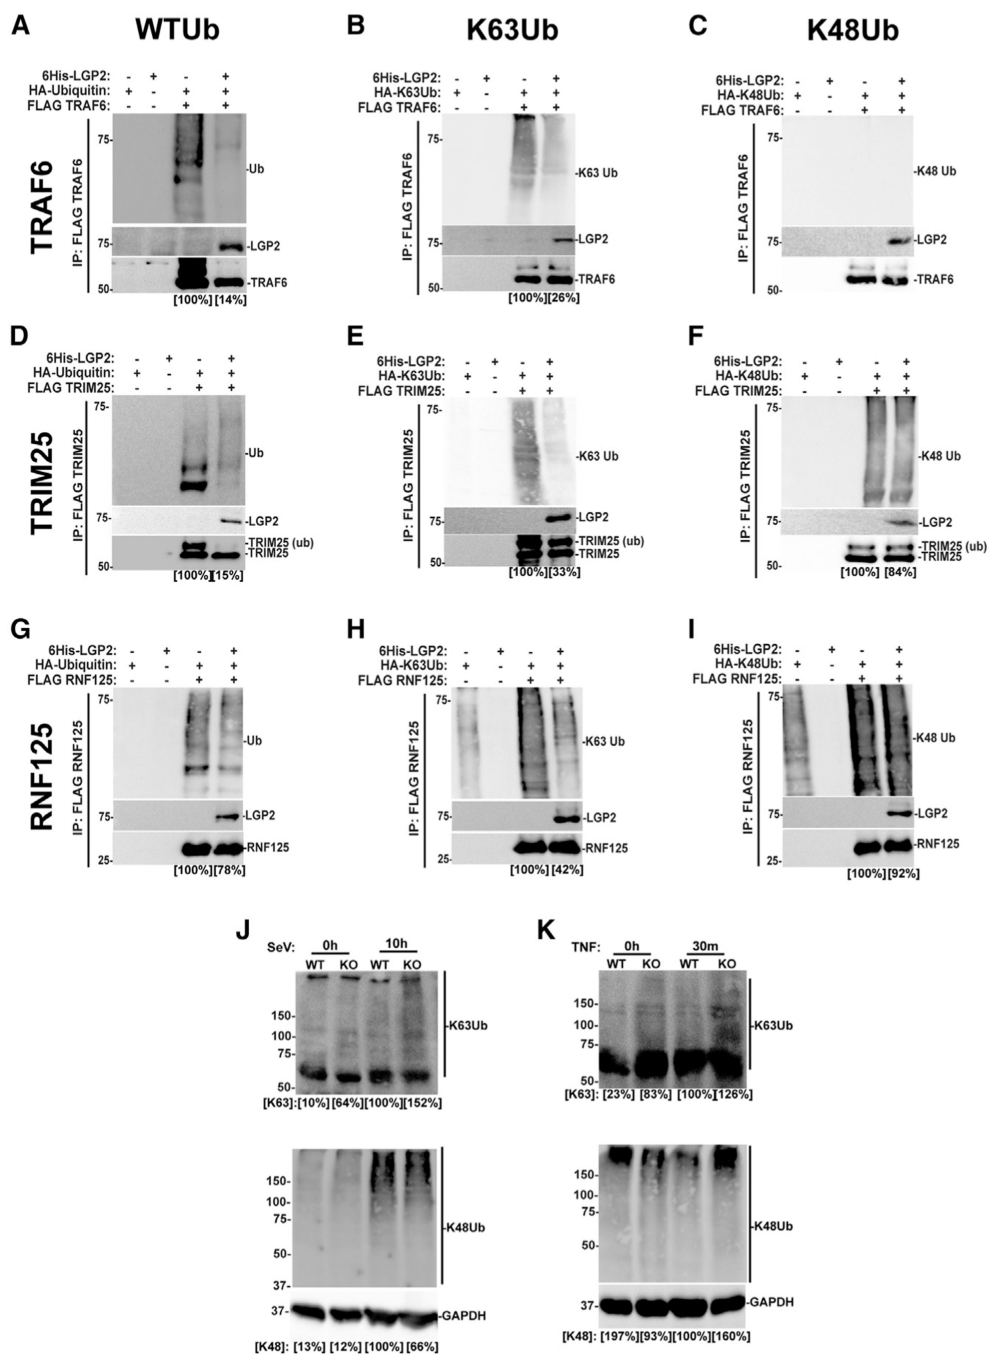 A WTUb B K63Ub C K48Ub
TRAF6
6His-LGP2: - + - +
HA-Ubiquitin: + - + +
FLAG TRAF6: - - + +
IP: FLAG TRAF6
75-
-Ub
75-
-LGP2
50-
-TRAF6
[100%] [14%]
6His-LGP2: - + - +
HA-K63Ub: + - + +
FLAG TRAF6: - - + +
IP: FLAG TRAF6
75-
-K63 Ub
75-
-LGP2
50-
-TRAF6
[100%][26%]
6His-LGP2: - + - +
HA-K48Ub: + - + +
FLAG TRAF6: - - + +
IP: FLAG TRAF6
75-
-K48 Ub
75-
-LGP2
50-
-TRAF6
D E F
TRIM25
6His-LGP2: - + - +
HA-Ubiquitin: + - + +
FLAG TRIM25: - - + +
IP: FLAG TRIM25
75-
-Ub
75-
-LGP2
-TRIM25 (ub)
-TRIM25
50-
[100%][15%]
6His-LGP2: - + - +
HA-K63Ub: + - + +
FLAG TRIM25: - - + +
IP: FLAG TRIM25
75-
-K63 Ub
75-
-LGP2
-TRIM25 (ub)
-TRIM25
50-
[100%][33%]
6His-LGP2: - + - +
HA-K48Ub: + - + +
FLAG TRIM25: - - + +
IP: FLAG TRIM25
75-
-K48 Ub
75-
-LGP2
-TRIM25 (ub)
-TRIM25
50-
[100%] [84%]
G H I
RNF125
6His-LGP2: - + - +
HA-Ubiquitin: + - + +
FLAG RNF125: - - + +
IP: FLAG RNF125
75-
-Ub
75-
-LGP2
-RNF125
25-
[100%][78%]
6His-LGP2: - + - +
HA-K63Ub: + - + +
FLAG RNF125: - - + +
IP: FLAG RNF125
75-
-K63 Ub
75-
-LGP2
-RNF125
25-
[100%] [42%]
6His-LGP2: - + - +
HA-K48Ub: + - + +
FLAG RNF125: - - + +
IP: FLAG RNF125
75-
-K48 Ub
75-
-LGP2
-RNF125
25-
[100%][92%]
J
SeV: 0h 10h
WT KO WT KO
150-
-K63Ub
100-
75-
50-
[K63]:[10%] [64%][100%][152%]
150-
100-
75-
-K48Ub
50-
37-
37-
-GAPDH
[K48]: [13%] [12%] [100%] [66%]
K
TNF: 0h 30m
WT KO WT KO
150-
100-
-K63Ub
75-
50-
[K63]: [23%] [83%] [100%][126%]
150-
100-
75-
-K48Ub
50-
37-
-GAPDH
[K48]: [197%][93%][100%][160%]